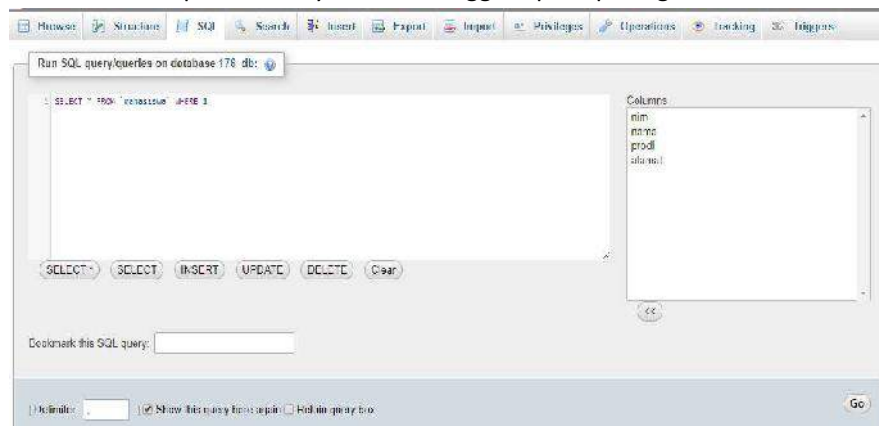 Browse Structure SQL Search Insert Export Import Privileges Operations Tracking Triggers
Run SQL query/queries on database 178_db:
1 SELECT * FROM `mahasiswa` WHERE 1
Columns
nim
nama
prodi
alamat
SELECT * SELECT INSERT UPDATE DELETE Clear
<<
Bookmark this SQL query:
[ Delimiter ; ] Show this query here again Retain query box
Go